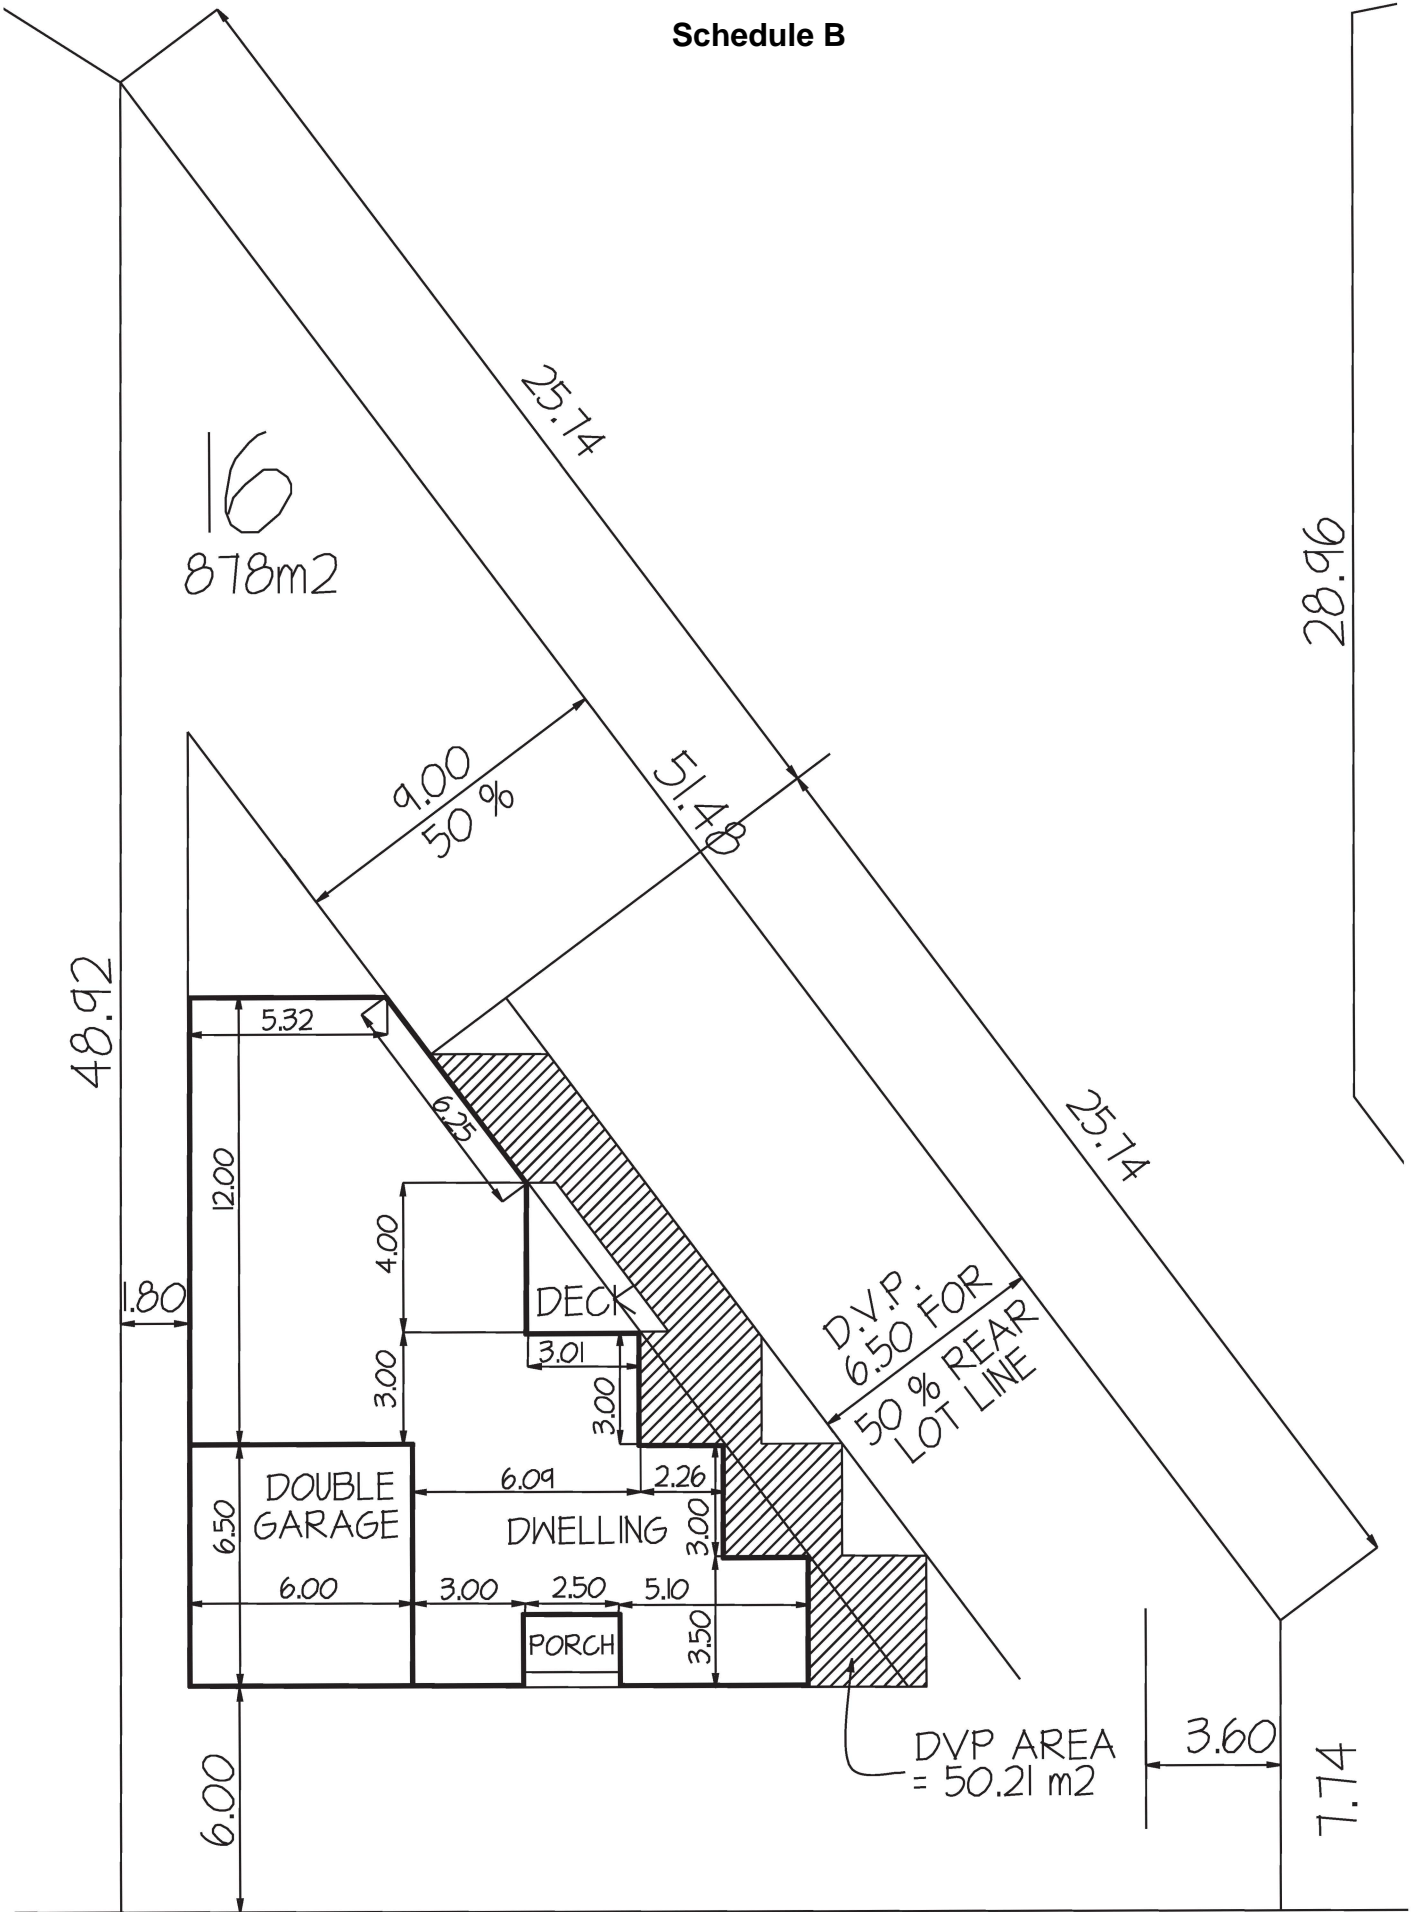 Schedule B
25.74
16
878m2
28.96
9.00
50 %
51.48
48.92
5.32
6.25
12.00
25.74
4.00
1.80
DECK
D.V.P.
6.50 FOR
50 % REAR
LOT LINE
3.01
3.00
3.00
6.09
2.26
DOUBLE
GARAGE
6.50
DWELLING
3.00
6.00
3.00
2.50
5.10
PORCH
3.50
DVP AREA
= 50.21 m2
3.60
7.74
6.00